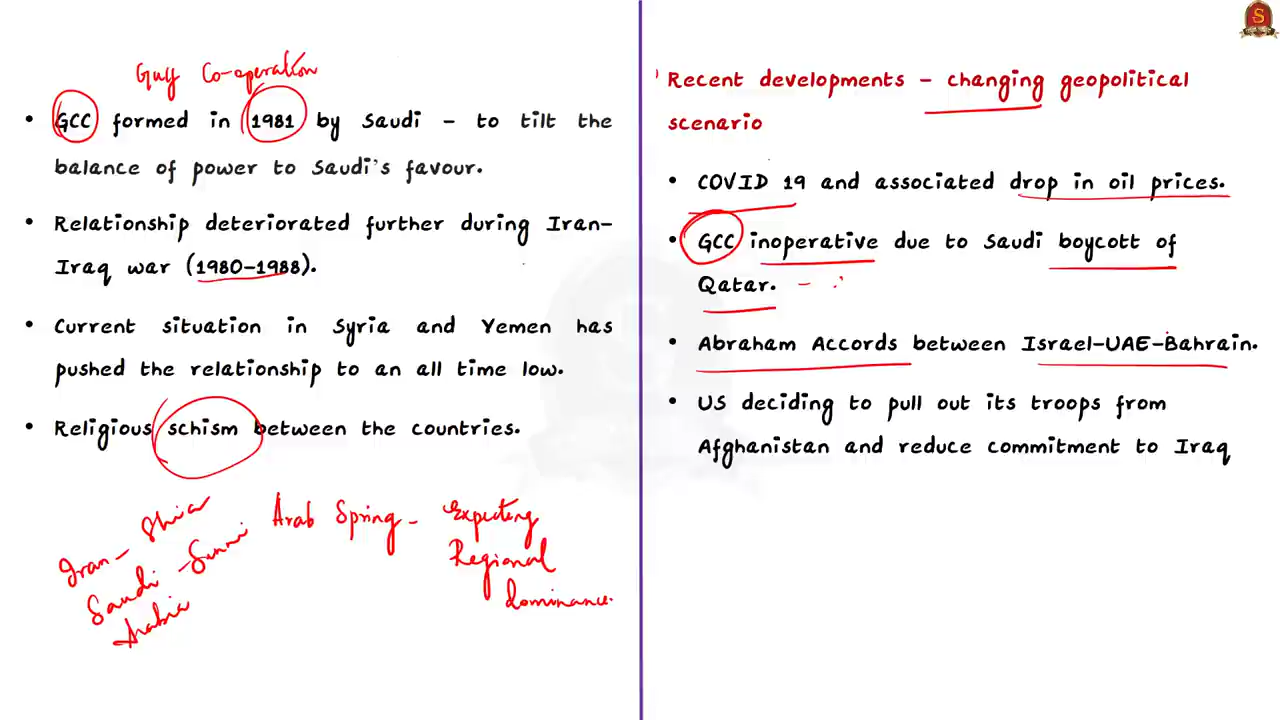 Gulf Co-operation
• GCC formed in 1981 by Saudi – to tilt the
balance of power to Saudi's favour.
• Relationship deteriorated further during Iran-
Iraq war (1980-1988).
• Current situation in Syria and Yemen has
pushed the relationship to an all time low.
• Religious schism between the countries.
Iran - Shia
Saudi - Sunni
Arabia
Arab Spring - Expecting
Regional
dominance.
Recent developments – changing geopolitical
scenario
• COVID 19 and associated drop in oil prices.
• GCC inoperative due to Saudi boycott of
Qatar. -
• Abraham Accords between Israel-UAE-Bahrain.
• US deciding to pull out its troops from
Afghanistan and reduce commitment to Iraq
S